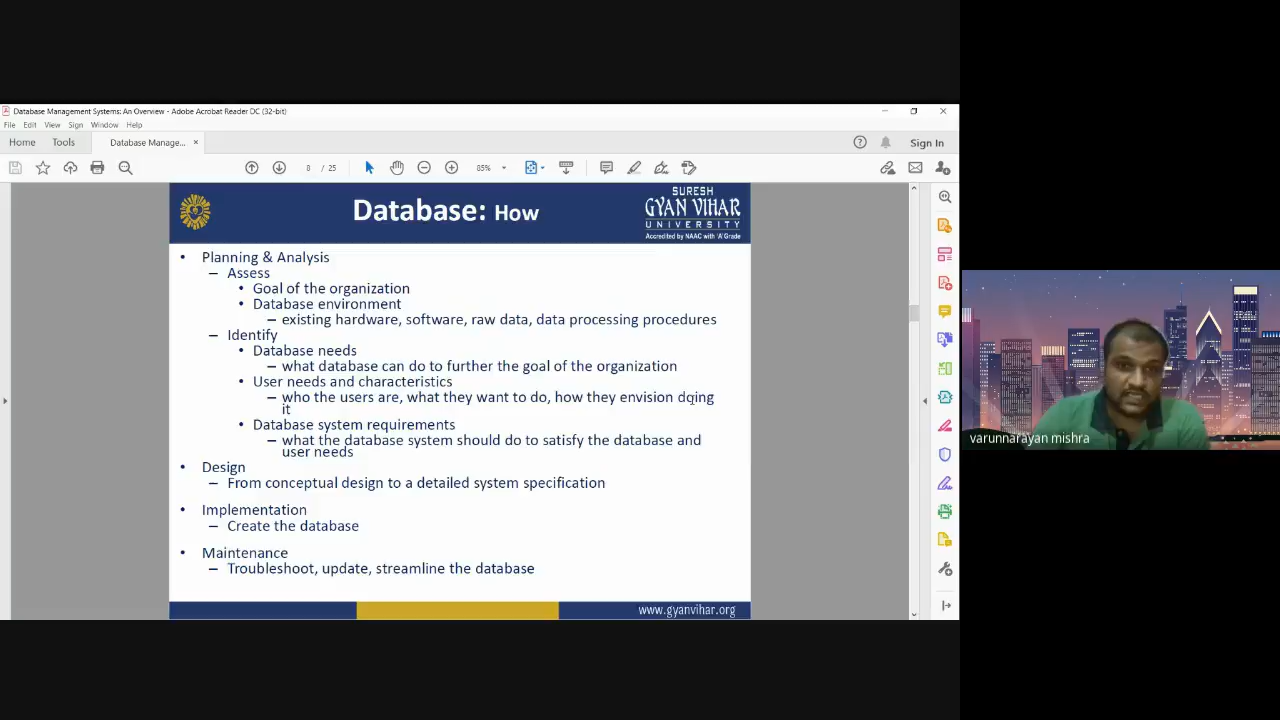 Database Management Systems: An Overview - Adobe Acrobat Reader DC (32-bit)
File Edit View Sign Window Help
Home Tools Database Manage... × Sign In
8 / 25 85%
Database: How
SURESH
GYAN VIHAR
UNIVERSITY
Accredited by NAAC with 'A' Grade
• Planning & Analysis
– Assess
• Goal of the organization
• Database environment
– existing hardware, software, raw data, data processing procedures
– Identify
• Database needs
– what database can do to further the goal of the organization
• User needs and characteristics
– who the users are, what they want to do, how they envision doing
it
• Database system requirements
– what the database system should do to satisfy the database and
user needs
• Design
– From conceptual design to a detailed system specification
• Implementation
– Create the database
• Maintenance
– Troubleshoot, update, streamline the database
www.gyanvihar.org
varunnarayan mishra